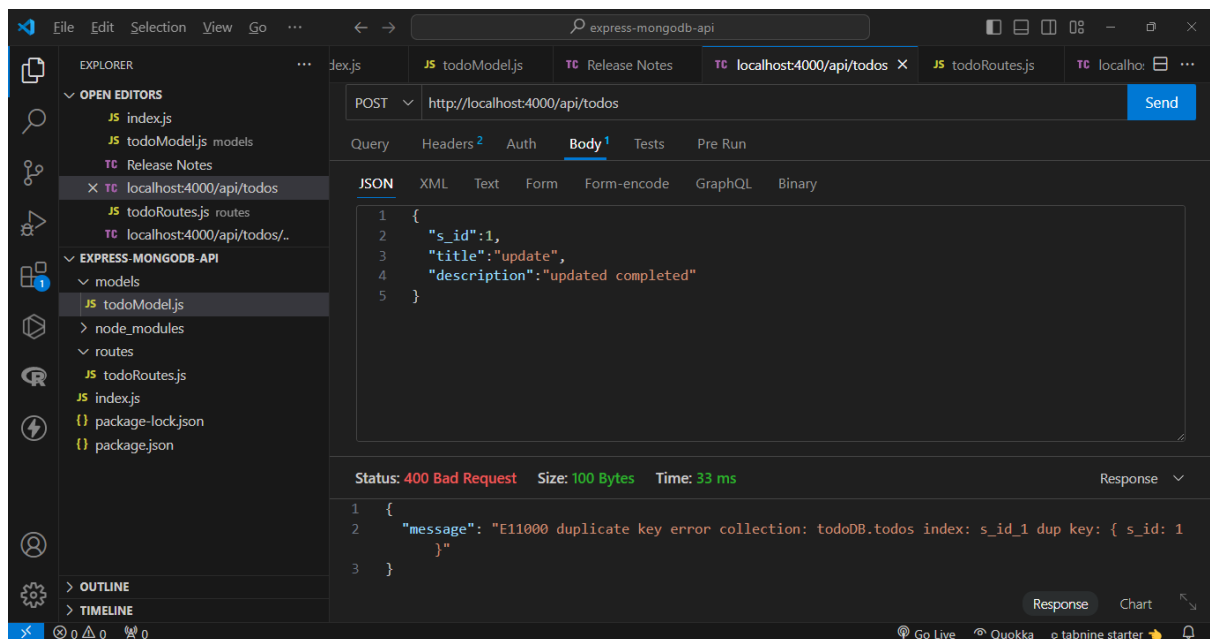 File Edit Selection View Go ··· express-mongodb-api
EXPLORER ···
OPEN EDITORS
JS index.js
JS todoModel.js models
TC Release Notes
TC localhost:4000/api/todos
JS todoRoutes.js routes
TC localhost:4000/api/todos/..
EXPRESS-MONGODB-API
models
JS todoModel.js
node_modules
routes
JS todoRoutes.js
JS index.js
{} package-lock.json
{} package.json
OUTLINE
TIMELINE
1
dex.js JS todoModel.js TC Release Notes TC localhost:4000/api/todos JS todoRoutes.js TC localho: ···
POST http://localhost:4000/api/todos Send
Query Headers 2 Auth Body 1 Tests Pre Run
JSON XML Text Form Form-encode GraphQL Binary
1 {
2 "s_id":1,
3 "title":"update",
4 "description":"updated completed"
5 }
Status: 400 Bad Request Size: 100 Bytes Time: 33 ms Response
1 {
2 "message": "E11000 duplicate key error collection: todoDB.todos index: s_id_1 dup key: { s_id: 1
}"
3 }
Response Chart
0 0 0 Go Live Quokka tabnine starter